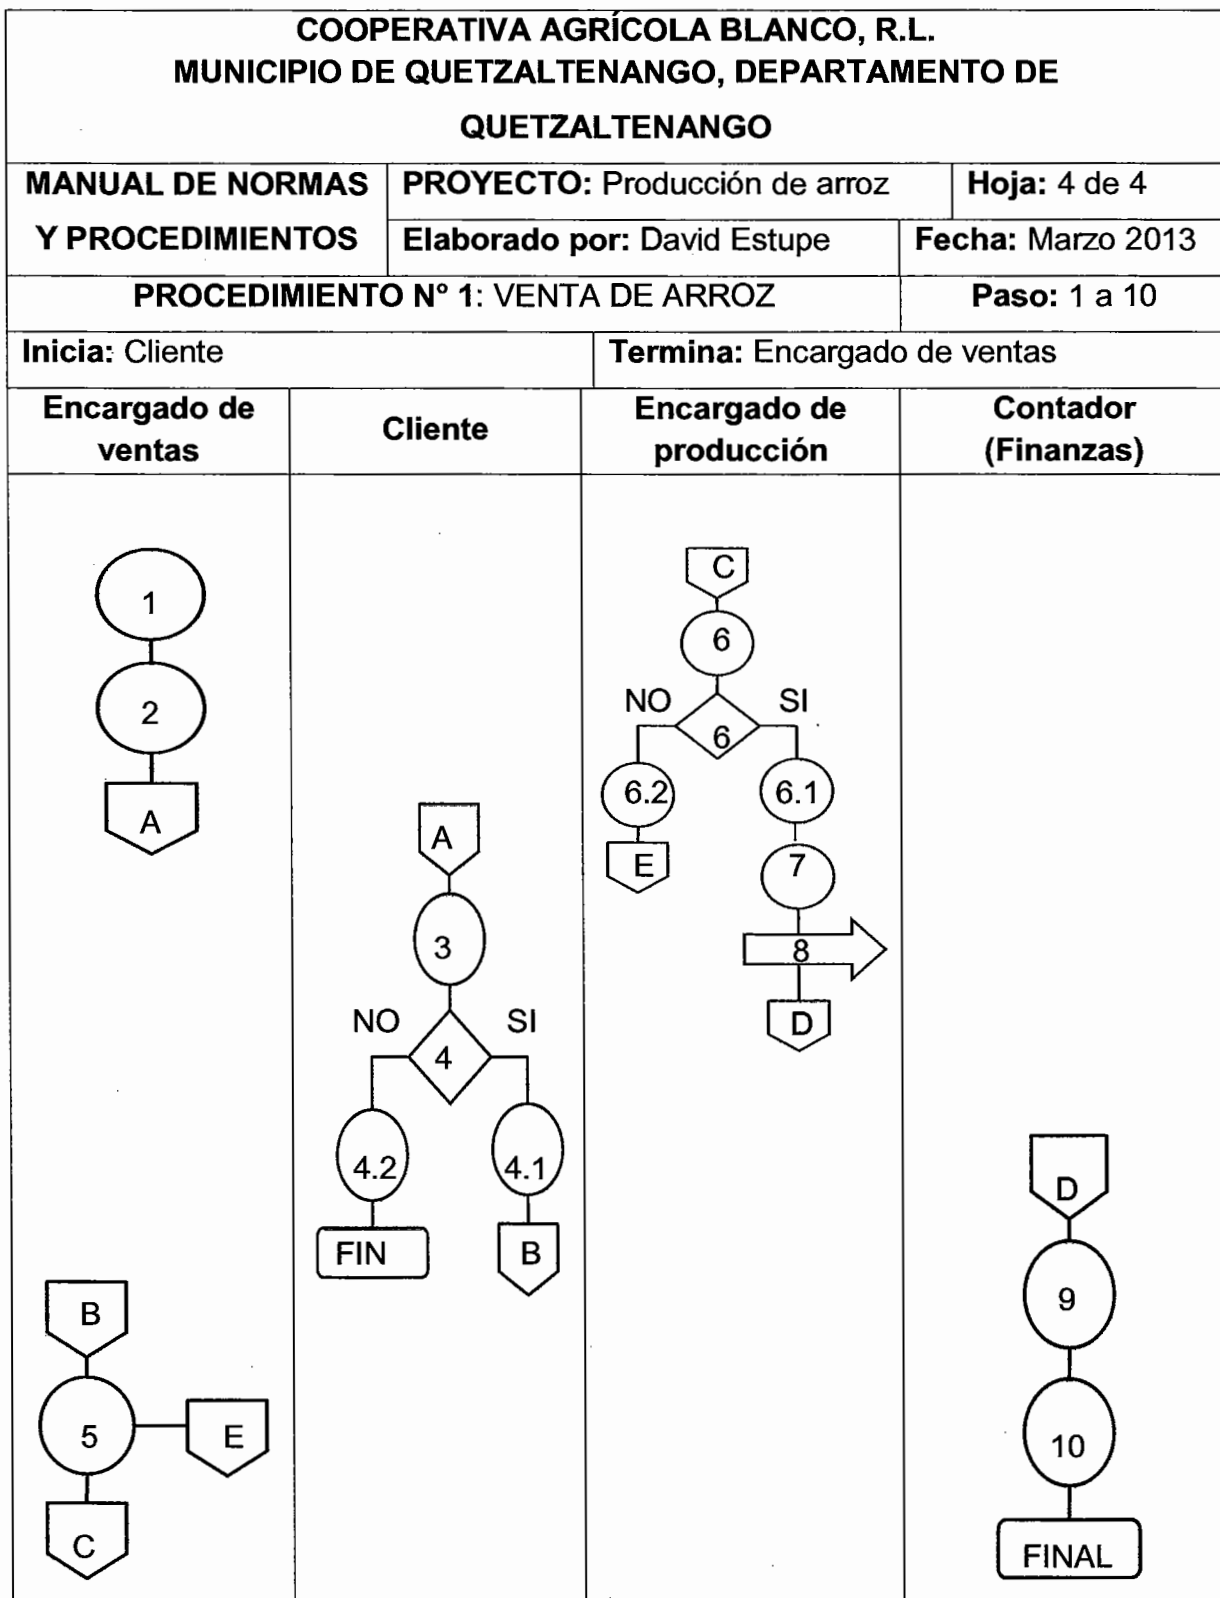 COOPERATIVA AGRÍCOLA BLANCO, R.L.
MUNICIPIO DE QUETZALTENANGO, DEPARTAMENTO DE
QUETZALTENANGO
MANUAL DE NORMAS
Y PROCEDIMIENTOS
PROYECTO: Producción de arroz
Hoja: 4 de 4
Elaborado por: David Estupe
Fecha: Marzo 2013
PROCEDIMIENTO N° 1: VENTA DE ARROZ
Paso: 1 a 10
Inicia: Cliente
Termina: Encargado de ventas
Encargado de
ventas
Cliente
Encargado de
producción
Contador
(Finanzas)
1
2
A
B
5
E
C
A
3
NO
SI
4
4.2
4.1
FIN
B
C
6
NO
SI
6
6.2
6.1
E
7
8
D
D
9
10
FINAL